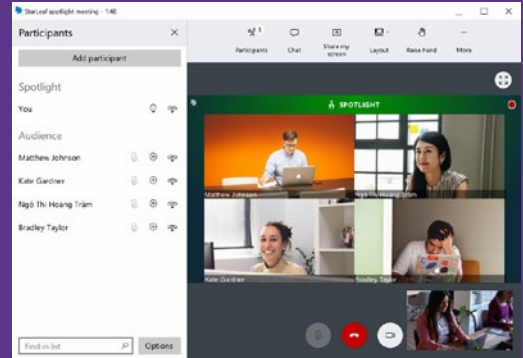 StarLeaf spotlight meeting - 1:48
Participants
Add participant
Spotlight
You
Audience
Matthew Johnson
Kate Gardner
Ngô Thị Hoàng Trâm
Bradley Taylor
Find in list
Options
1
Participants
Chat
Share my
screen
Layout
Raise hand
More
SPOTLIGHT
Matthew Johnson
Ngô Thị Hoàng Trâm
Kate Gardner
Bradley Taylor